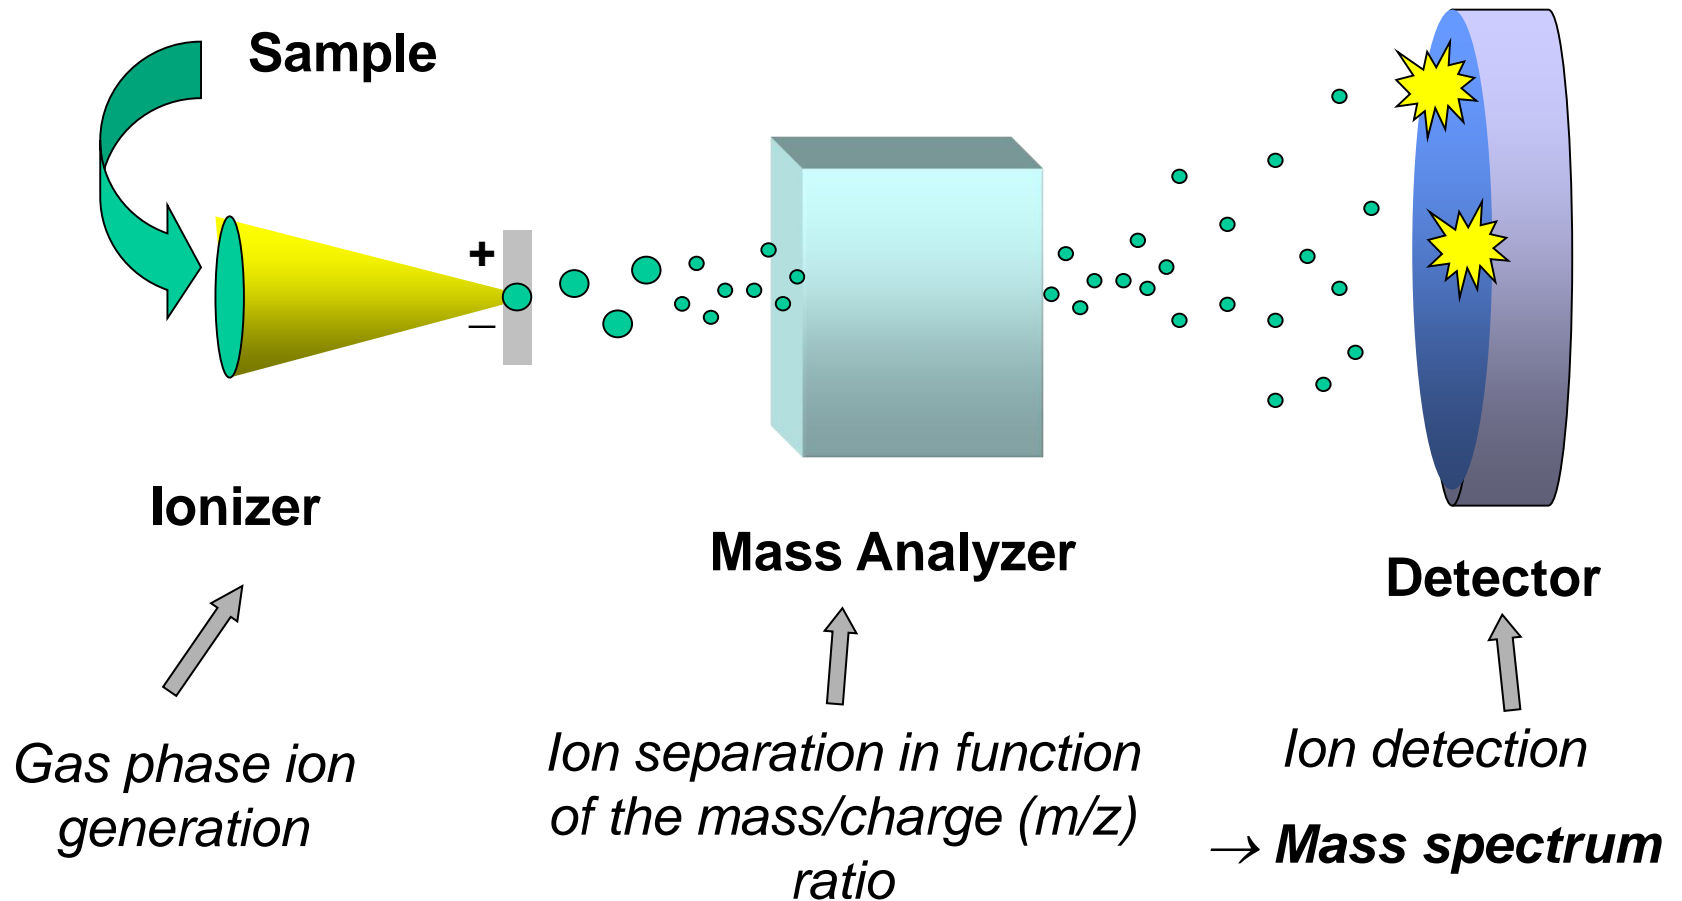 Sample
+
–
Ionizer
Mass Analyzer
Detector
Gas phase ion
generation
Ion separation in function
of the mass/charge (m/z)
ratio
Ion detection
→ Mass spectrum